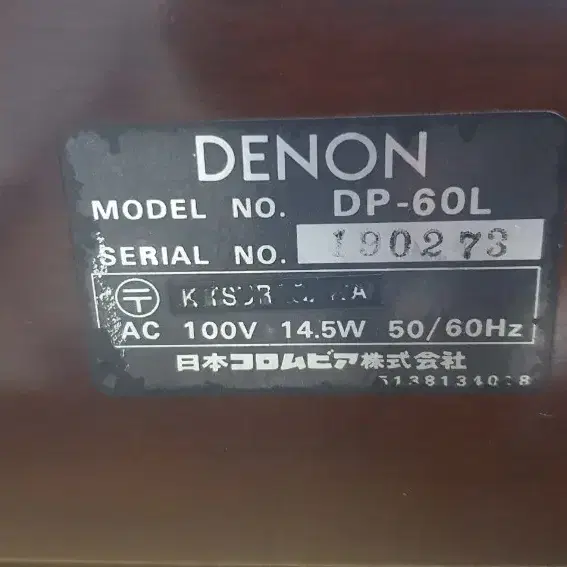 DENON
MODEL NO. DP-60L
SERIAL NO. 190273
〒
AC 100V 14.5W 50/60Hz
日本コロムビア株式会社